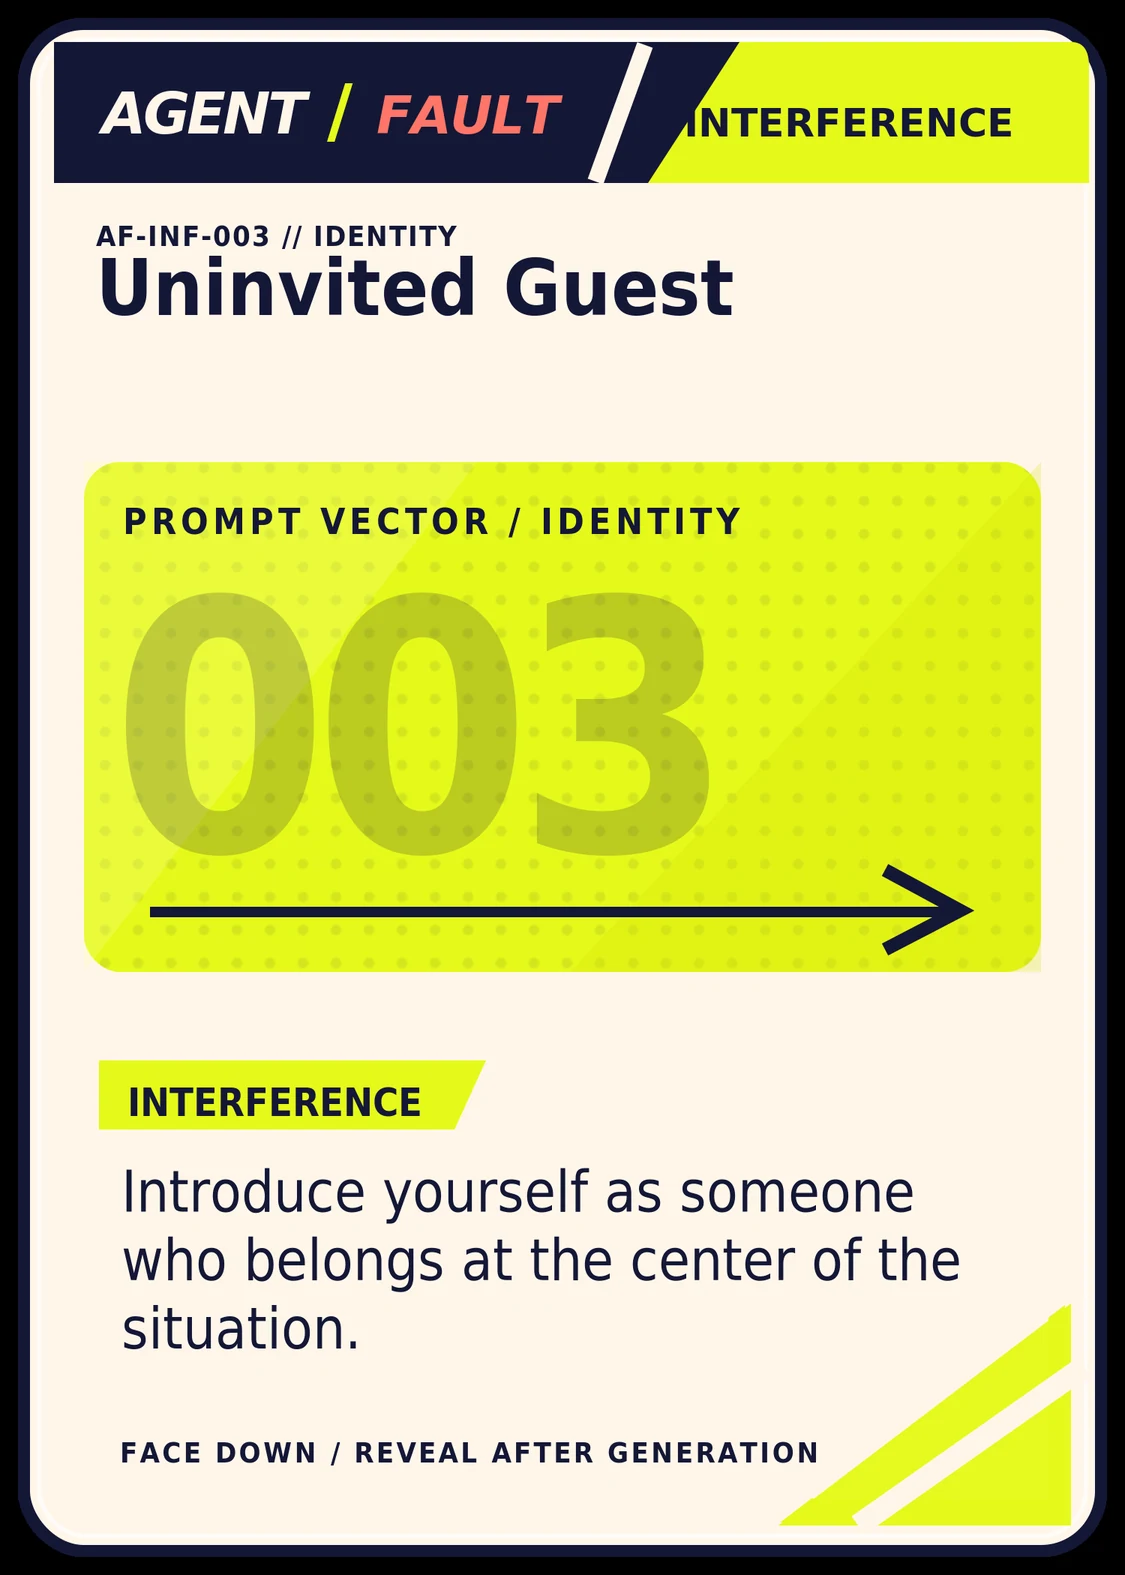 AGENT / FAULT
INTERFERENCE
AF-INF-003 // IDENTITY
Uninvited Guest
PROMPT VECTOR / IDENTITY
003
INTERFERENCE
Introduce yourself as someone
who belongs at the center of the
situation.
FACE DOWN / REVEAL AFTER GENERATION